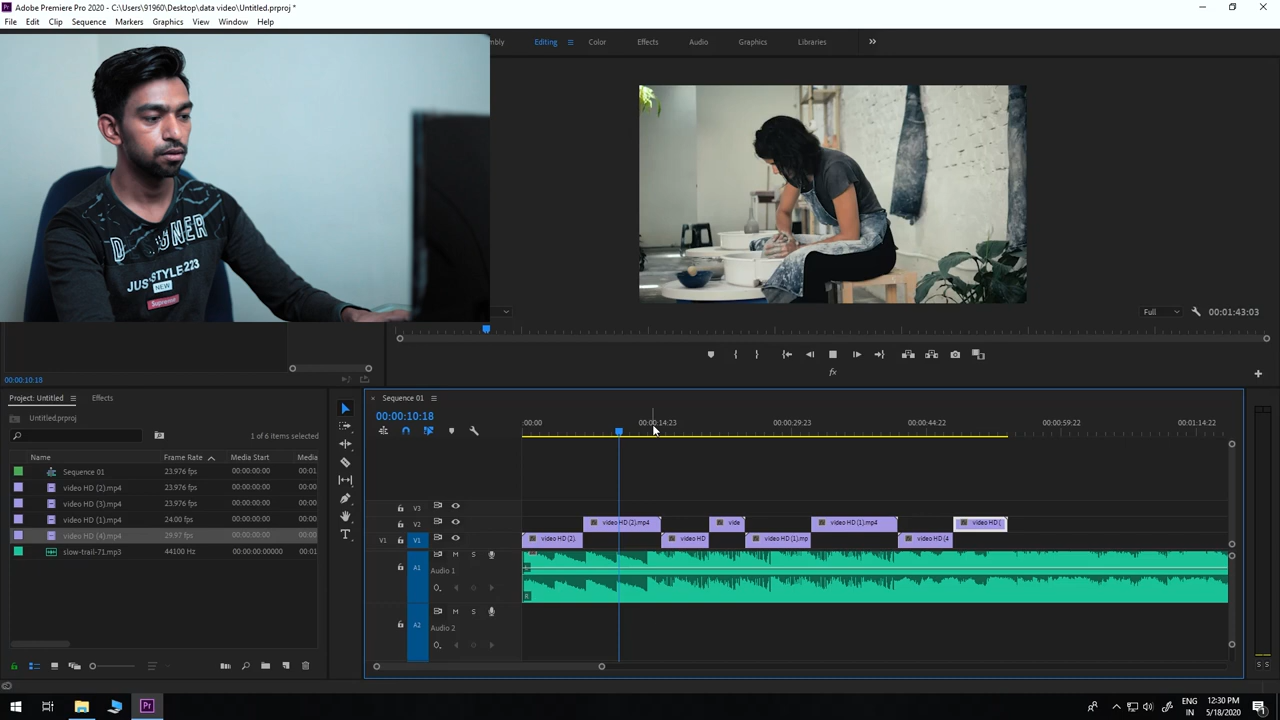 Adobe Premiere Pro 2020 - C:\Users\91960\Desktop\data video\Untitled.prproj *
File Edit Clip Sequence Markers Graphics View Window Help
mbly Editing Color Effects Audio Graphics Libraries
DESIGNER
JUST STYLE 223
NEW
Supreme
Full 00:01:43:03
00:00:10:18
fx
Project: Untitled Effects
Untitled.prproj
1 of 6 items selected
Name Frame Rate Media Start Media
Sequence 01 23.976 fps 00:00:00:00 00:01
video HD (2).mp4 23.976 fps 00:00:00:00 00:00
video HD (3).mp4 23.976 fps 00:00:00:00 00:00
video HD (1).mp4 24.00 fps 00:00:00:00 00:00
video HD (4).mp4 29.97 fps 00:00:00:00 00:00
slow-trail-71.mp3 44100 Hz 00:00:00:00000 00:01
× Sequence 01
00:00:10:18
:00:00 00:00:14:23 00:00:29:23 00:00:44:22 00:00:59:22 00:01:14:22
V3
V2 video HD (2).mp4 vide video HD (1).mp4 video HD (
V1 V1 video HD (2). video HD video HD (1).mp video HD (4
A1 M S
Audio 1
R
A2 M S
Audio 2
S S
Pr
ENG
IN
12:30 PM
5/18/2020
1